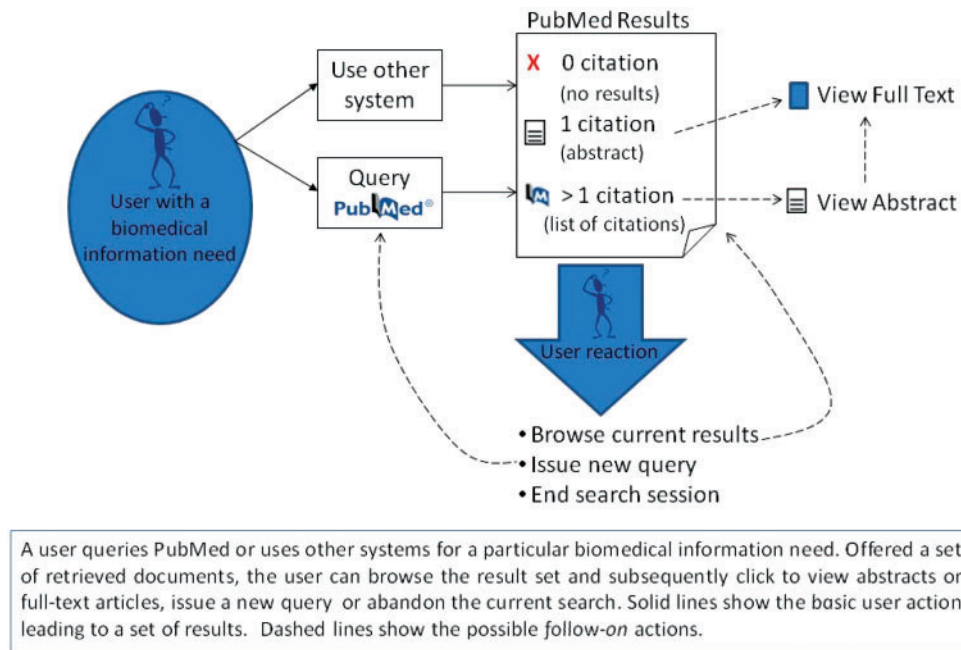 PubMed Results
Use other
system
X 0 citation
(no results)
1 citation
(abstract)
View Full Text
User with a
biomedical
information need
?
Query
PubMed®
M > 1 citation
(list of citations)
View Abstract
?
User reaction
• Browse current results
• Issue new query
• End search session
A user queries PubMed or uses other systems for a particular biomedical information need. Offered a set
of retrieved documents, the user can browse the result set and subsequently click to view abstracts or
full-text articles, issue a new query or abandon the current search. Solid lines show the basic user action
leading to a set of results. Dashed lines show the possible follow-on actions.